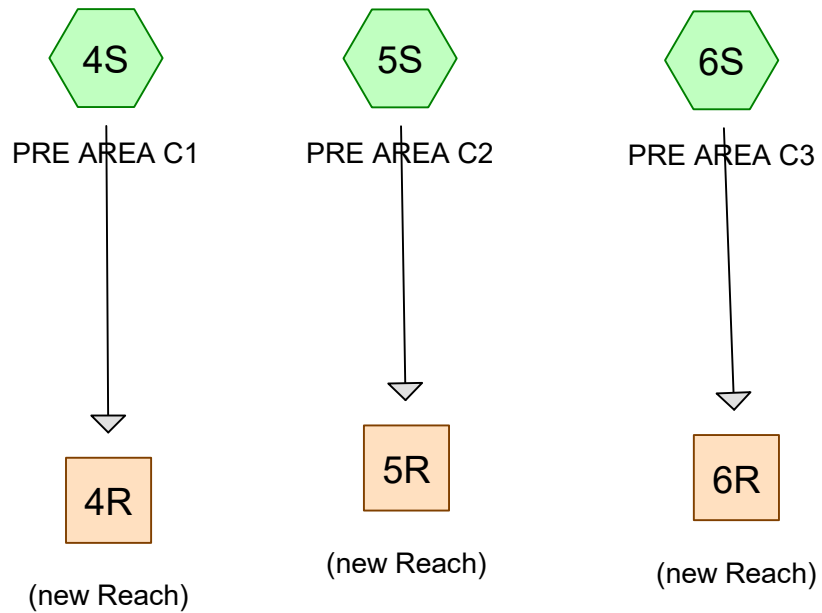 4S
5S
6S
PRE AREA C1
PRE AREA C2
PRE AREA C3
4R
5R
6R
(new Reach)
(new Reach)
(new Reach)